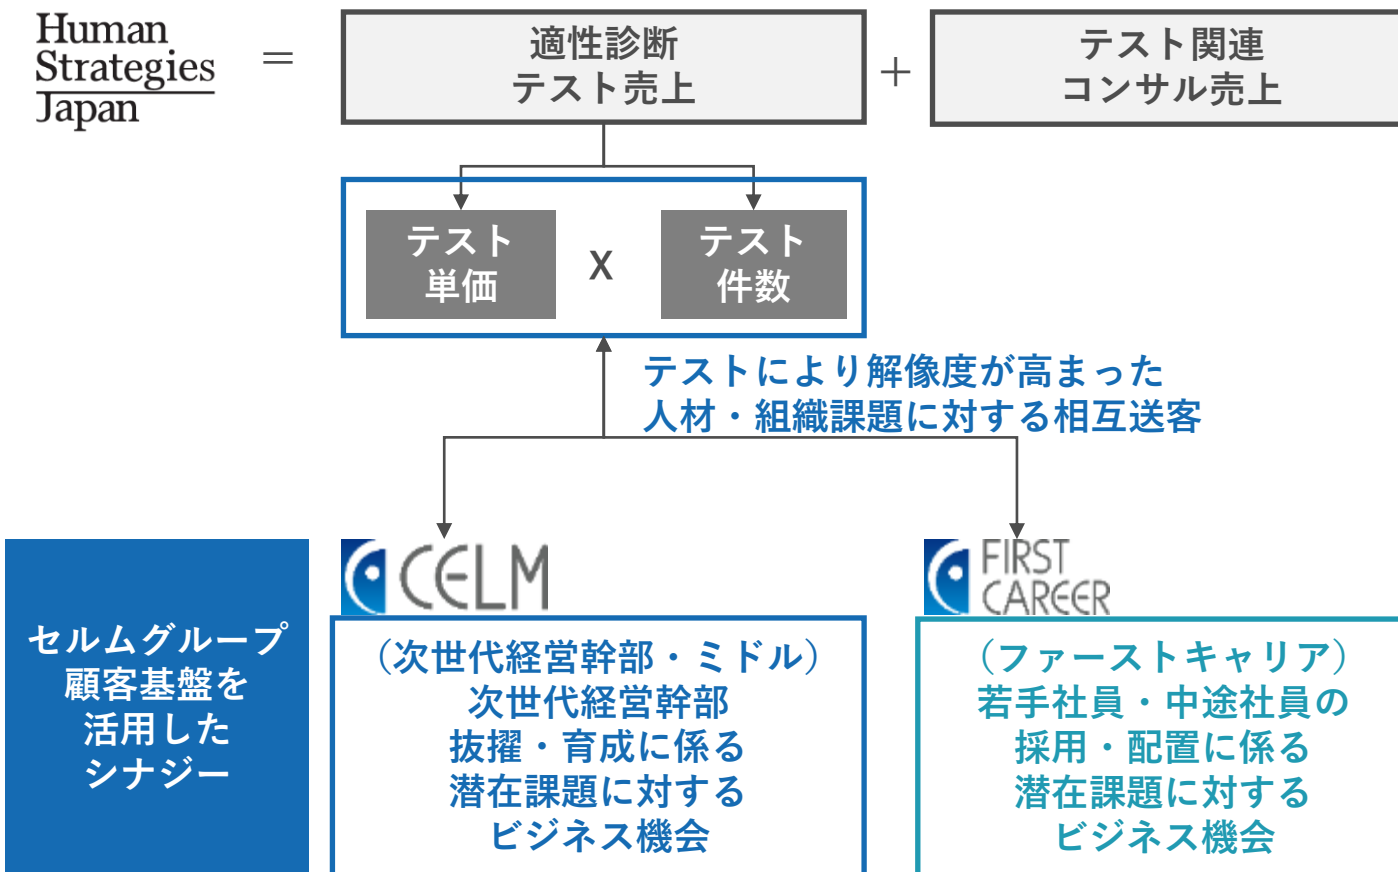 Human
Strategies
Japan
=
適性診断
テスト売上
+
テスト関連
コンサル売上
テスト
単価
X
テスト
件数
テストにより解像度が高まった
人材・組織課題に対する相互送客
セルムグループ
顧客基盤を
活用した
シナジー
CELM
(次世代経営幹部・ミドル)
次世代経営幹部
抜擢・育成に係る
潜在課題に対する
ビジネス機会
FIRST
CAREER
(ファーストキャリア)
若手社員・中途社員の
採用・配置に係る
潜在課題に対する
ビジネス機会